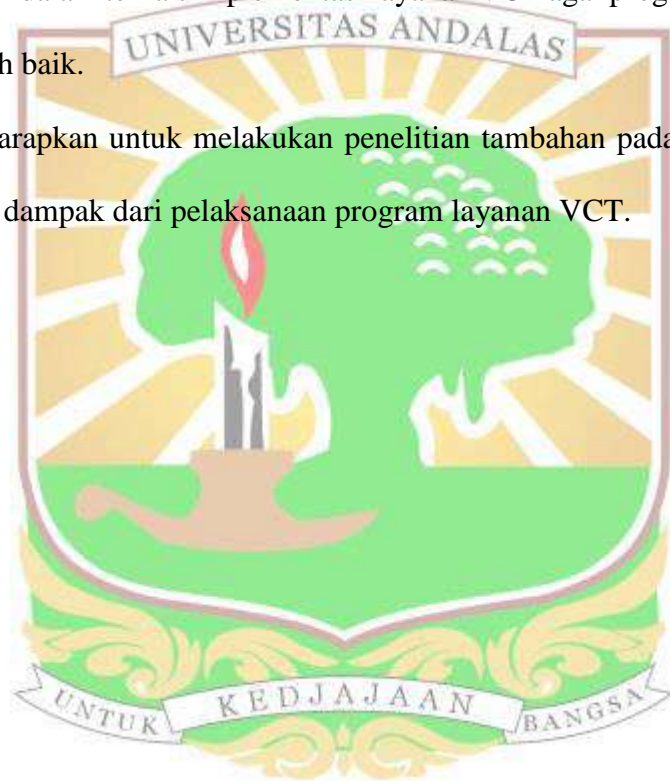 UNIVERSITAS ANDALAS
h baik.
arapkan untuk melakukan penelitian tambahan pada
dampak dari pelaksanaan program layanan VCT.
UNTUK KEDJAJAAN BANGSA